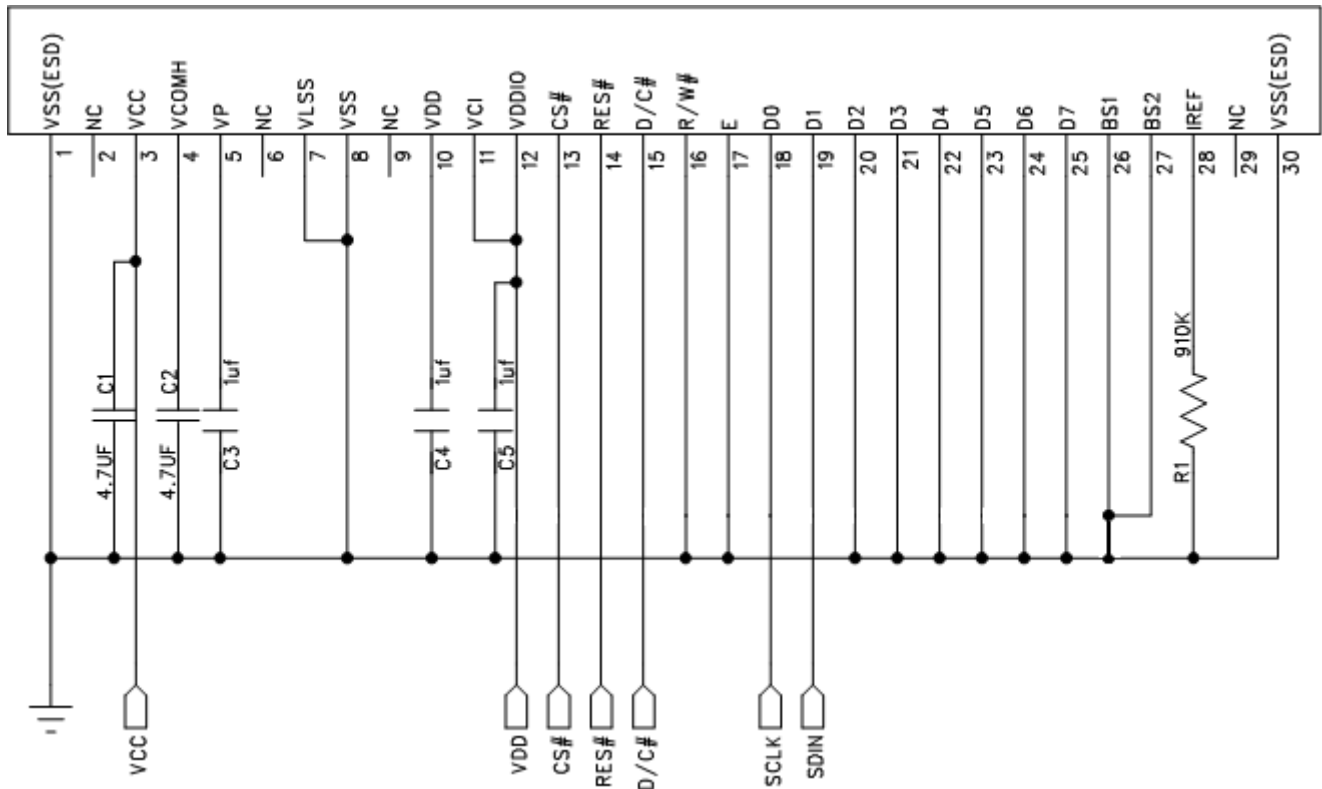 VSS(ESD)
NC
VCC
VCOMH
VP
NC
VLSS
VSS
NC
VDD
VCI
VDDIO
CS#
RES#
D/C#
R/W#
E
D0
D1
D2
D3
D4
D5
D6
D7
BS1
BS2
IREF
NC
VSS(ESD)
1
2
3
4
5
6
7
8
9
10
11
12
13
14
15
16
17
18
19
20
21
22
23
24
25
26
27
28
29
30
C1
4.7UF
C2
4.7UF
1uf
C3
1uf
C4
1uf
C5
910K
R1
VCC
VDD
CS#
RES#
D/C#
SCLK
SDIN